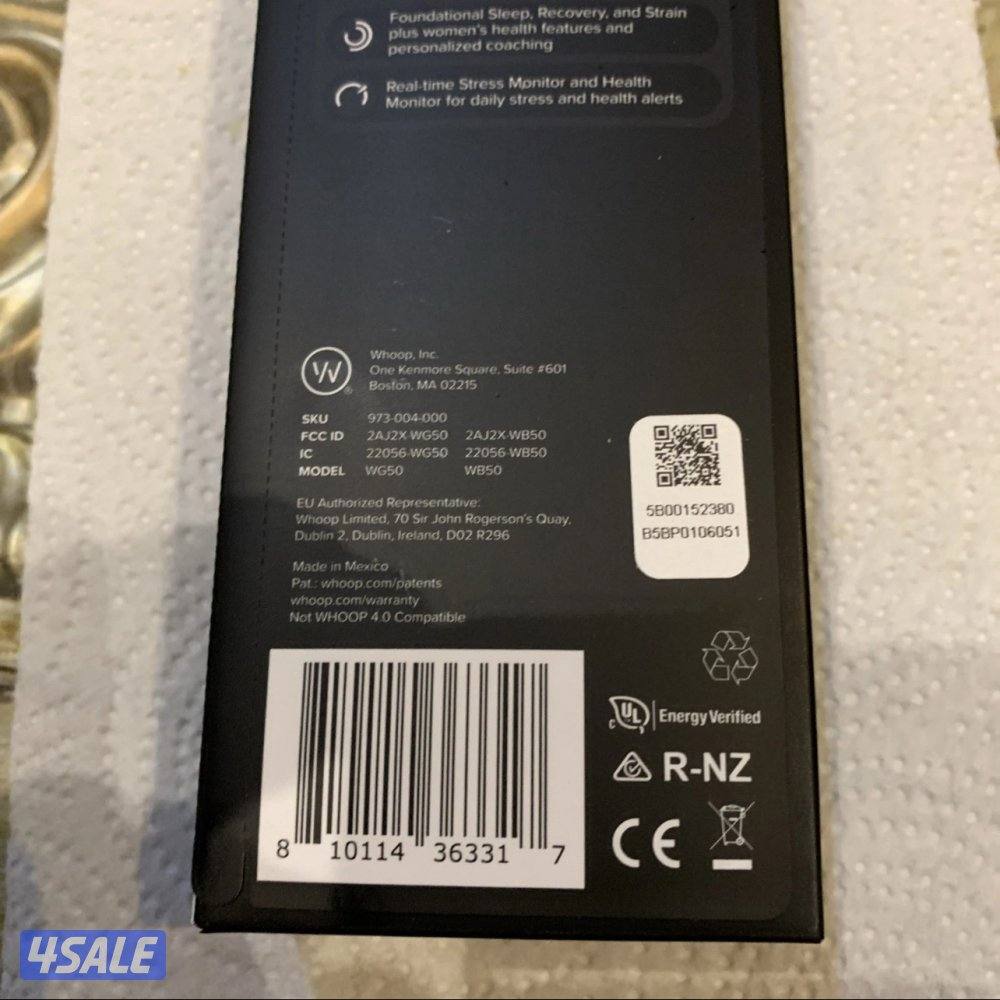 Foundational Sleep, Recovery, and Strain
plus women's health features and
personalized coaching
Real-time Stress Monitor and Health
Monitor for daily stress and health alerts
Whoop, Inc.
One Kenmore Square, Suite #601
Boston, MA 02215
SKU 973-004-000
FCC ID 2AJ2X-WG50 2AJ2X-WB50
IC 22056-WG50 22056-WB50
MODEL WG50 WB50
EU Authorized Representative:
Whoop Limited, 70 Sir John Rogerson's Quay,
Dublin 2, Dublin, Ireland, D02 R296
Made in Mexico
Pat.: whoop.com/patents
whoop.com/warranty
Not WHOOP 4.0 Compatible
5B00152380
B5BP0106051
8 10114 36331 7
c UL Energy Verified
R-NZ
CE
4SALE